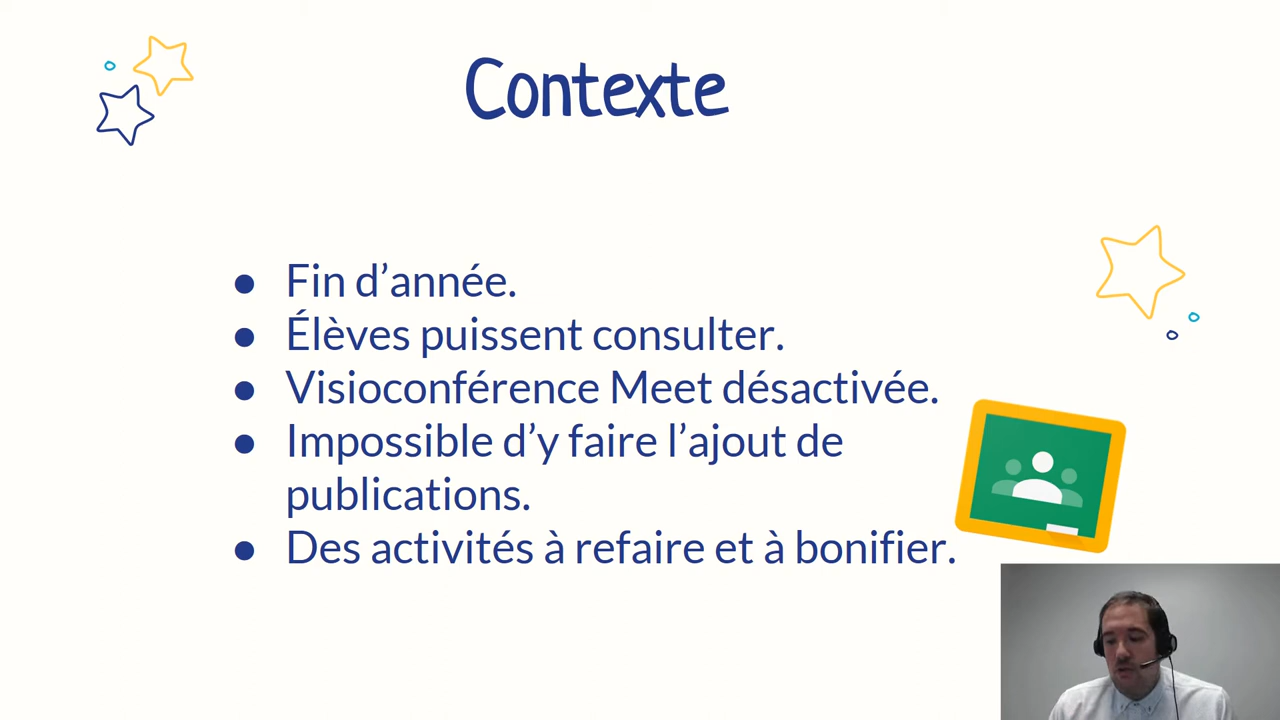 Contexte
● Fin d’année.
● Élèves puissent consulter.
● Visioconférence Meet désactivée.
● Impossible d’y faire l’ajout de
publications.
● Des activités à refaire et à bonifier.